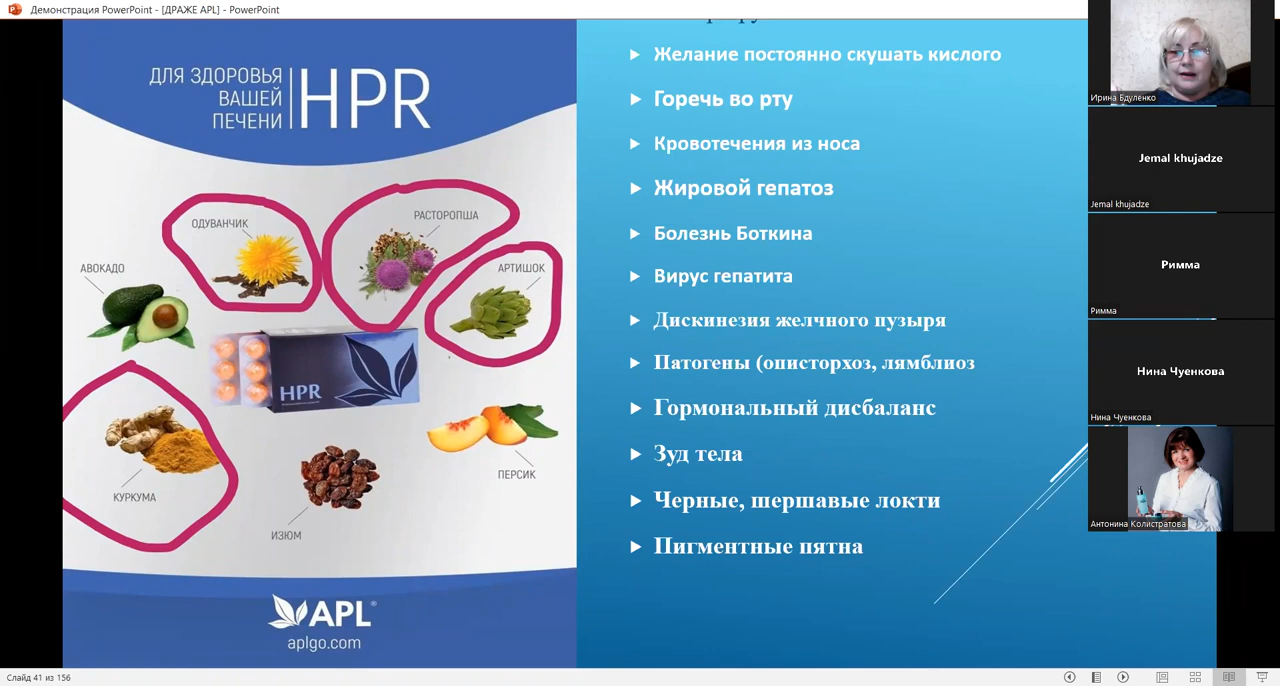 Демонстрация PowerPoint - [ДРАЖЕ APL] - PowerPoint
ДЛЯ ЗДОРОВЬЯ
ВАШЕЙ
ПЕЧЕНИ
HPR
ОДУВАНЧИК
РАСТОРОПША
АВОКАДО
АРТИШОК
HPR
КУРКУМА
ПЕРСИК
ИЗЮМ
APL®
aplgo.com
Желание постоянно скушать кислого
Горечь во рту
Кровотечения из носа
Жировой гепатоз
Болезнь Боткина
Вирус гепатита
Дискинезия желчного пузыря
Патогены (описторхоз, лямблиоз
Гормональный дисбаланс
Зуд тела
Черные, шершавые локти
Пигментные пятна
Ирина Бдуленко
Jemal khujadze
Jemal khujadze
Римма
Римма
Нина Чуенкова
Нина Чуенкова
Антонина Колистратова
Слайд 41 из 156